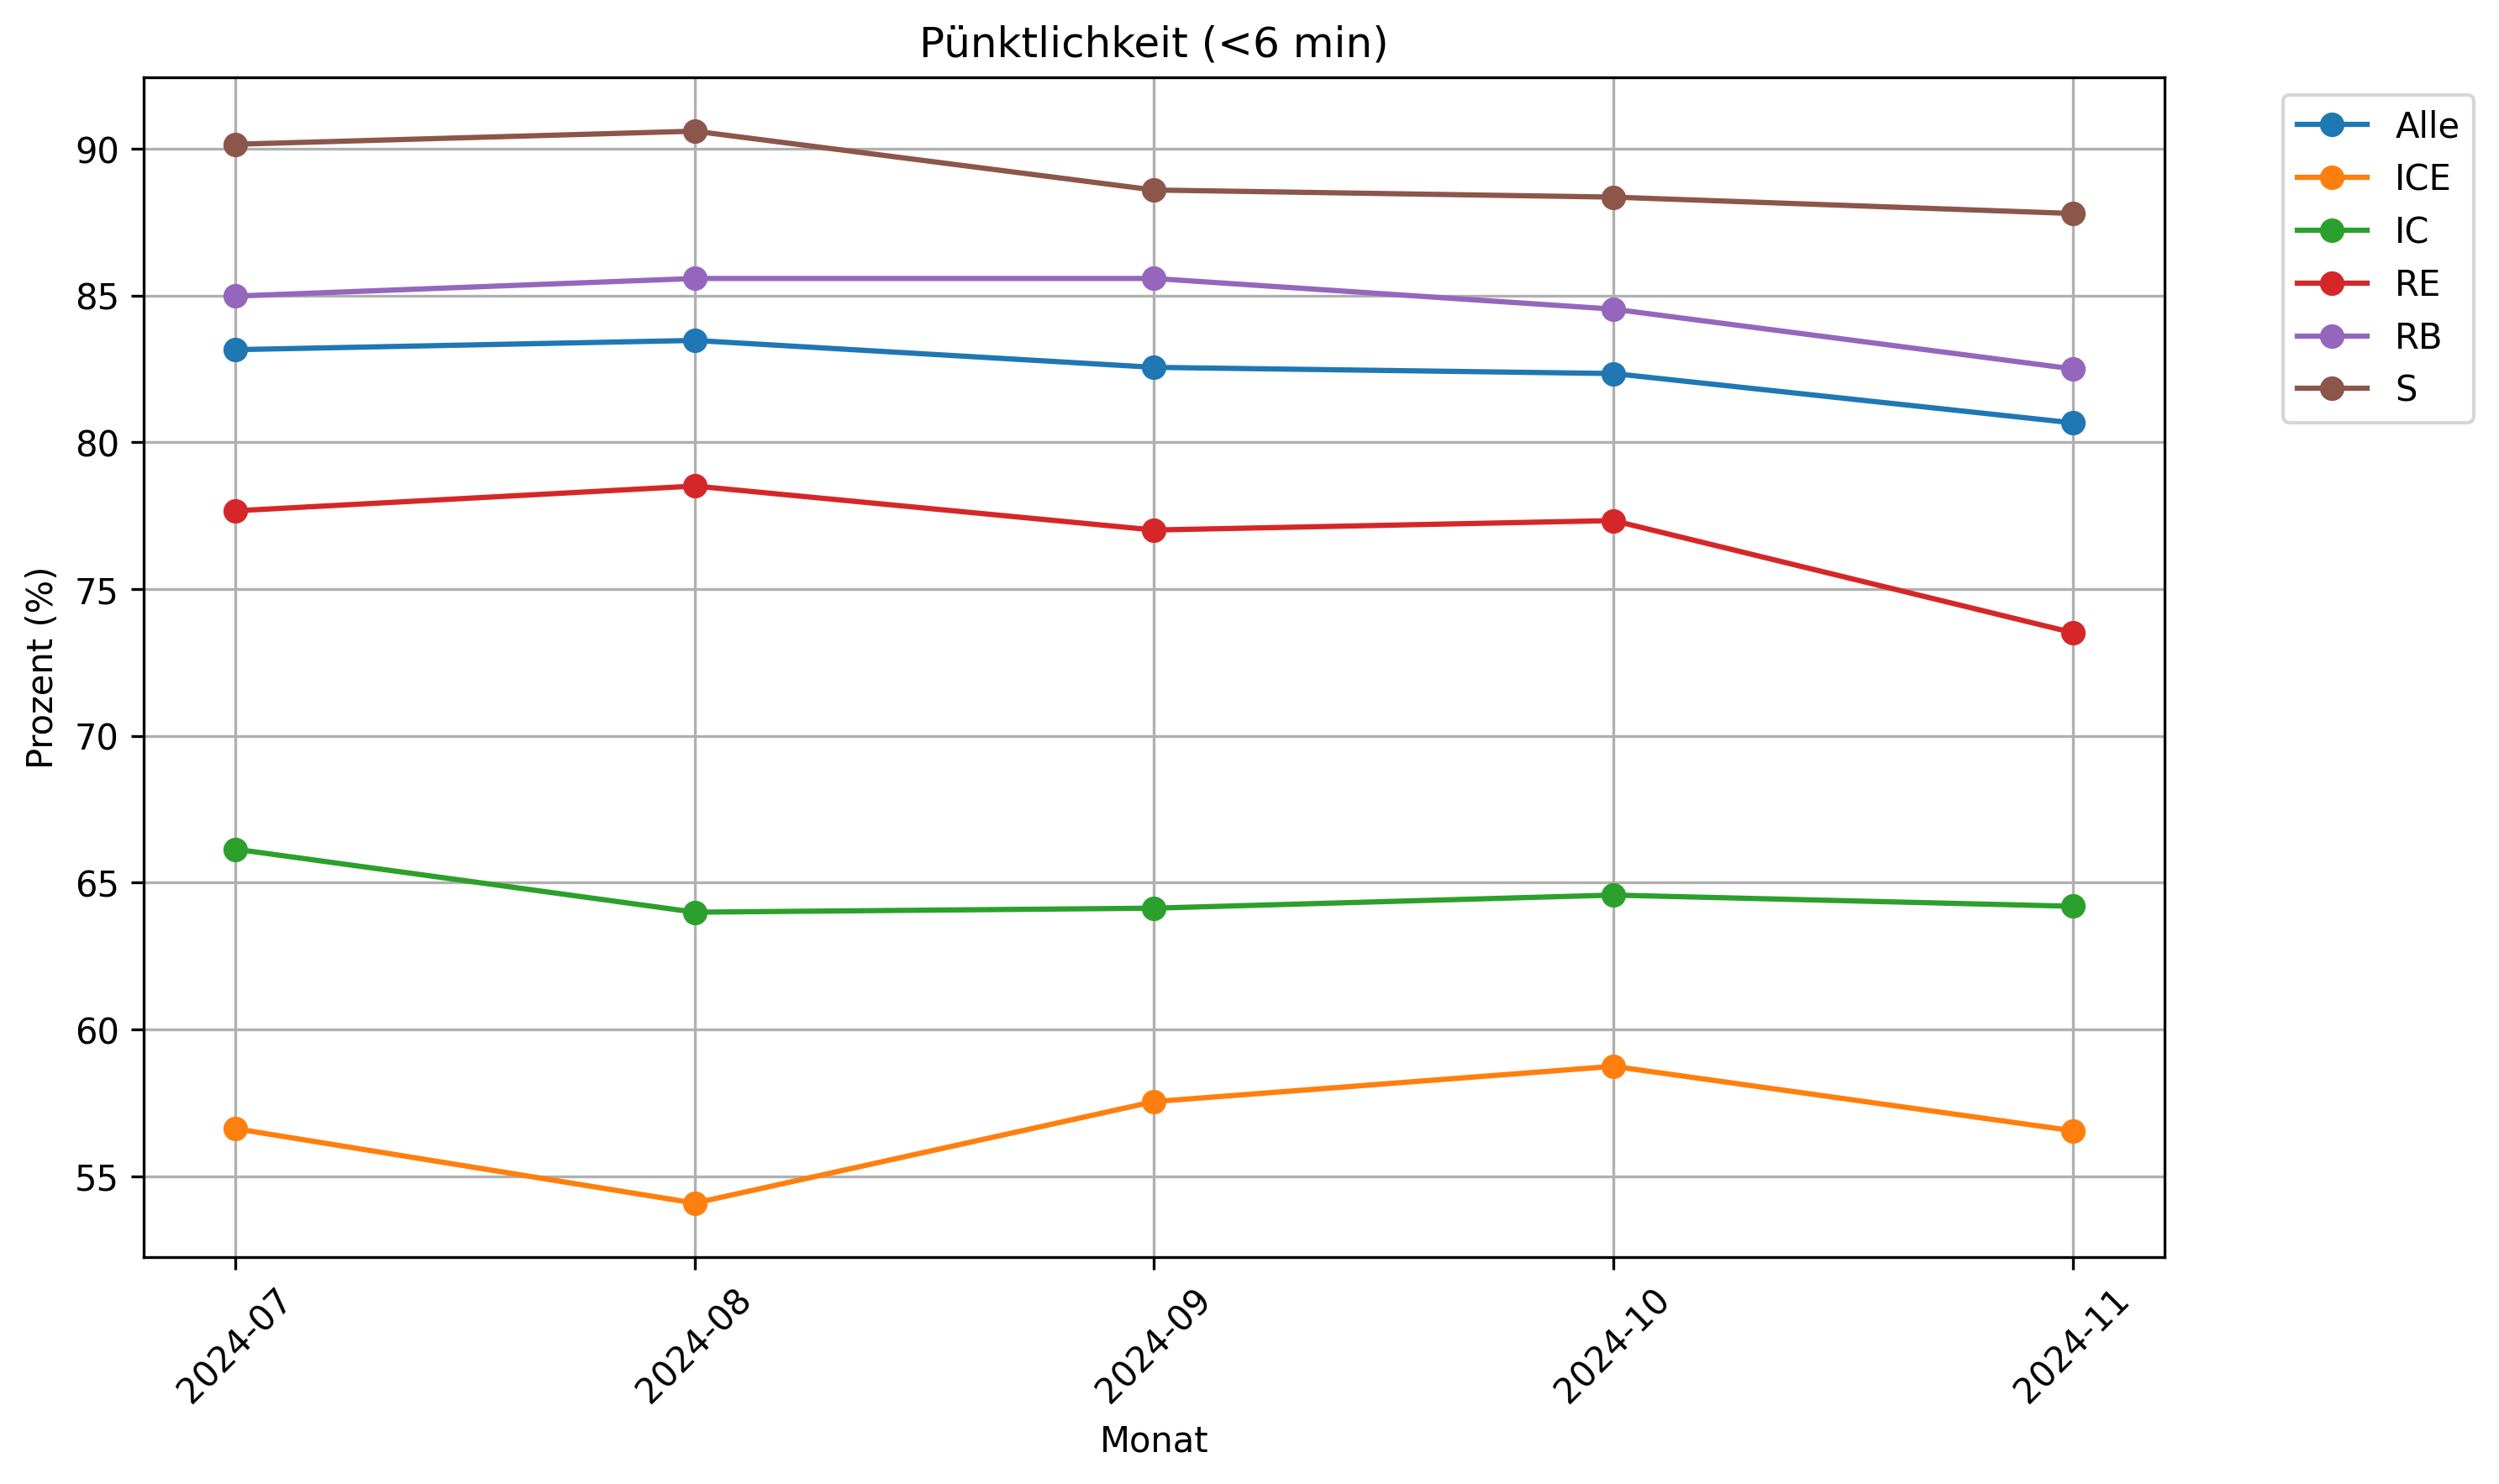 Pünktlichkeit (<6 min)
Prozent (%)
90
85
80
75
70
65
60
55
2024-07
2024-08
2024-09
2024-10
2024-11
Monat
Alle
ICE
IC
RE
RB
S